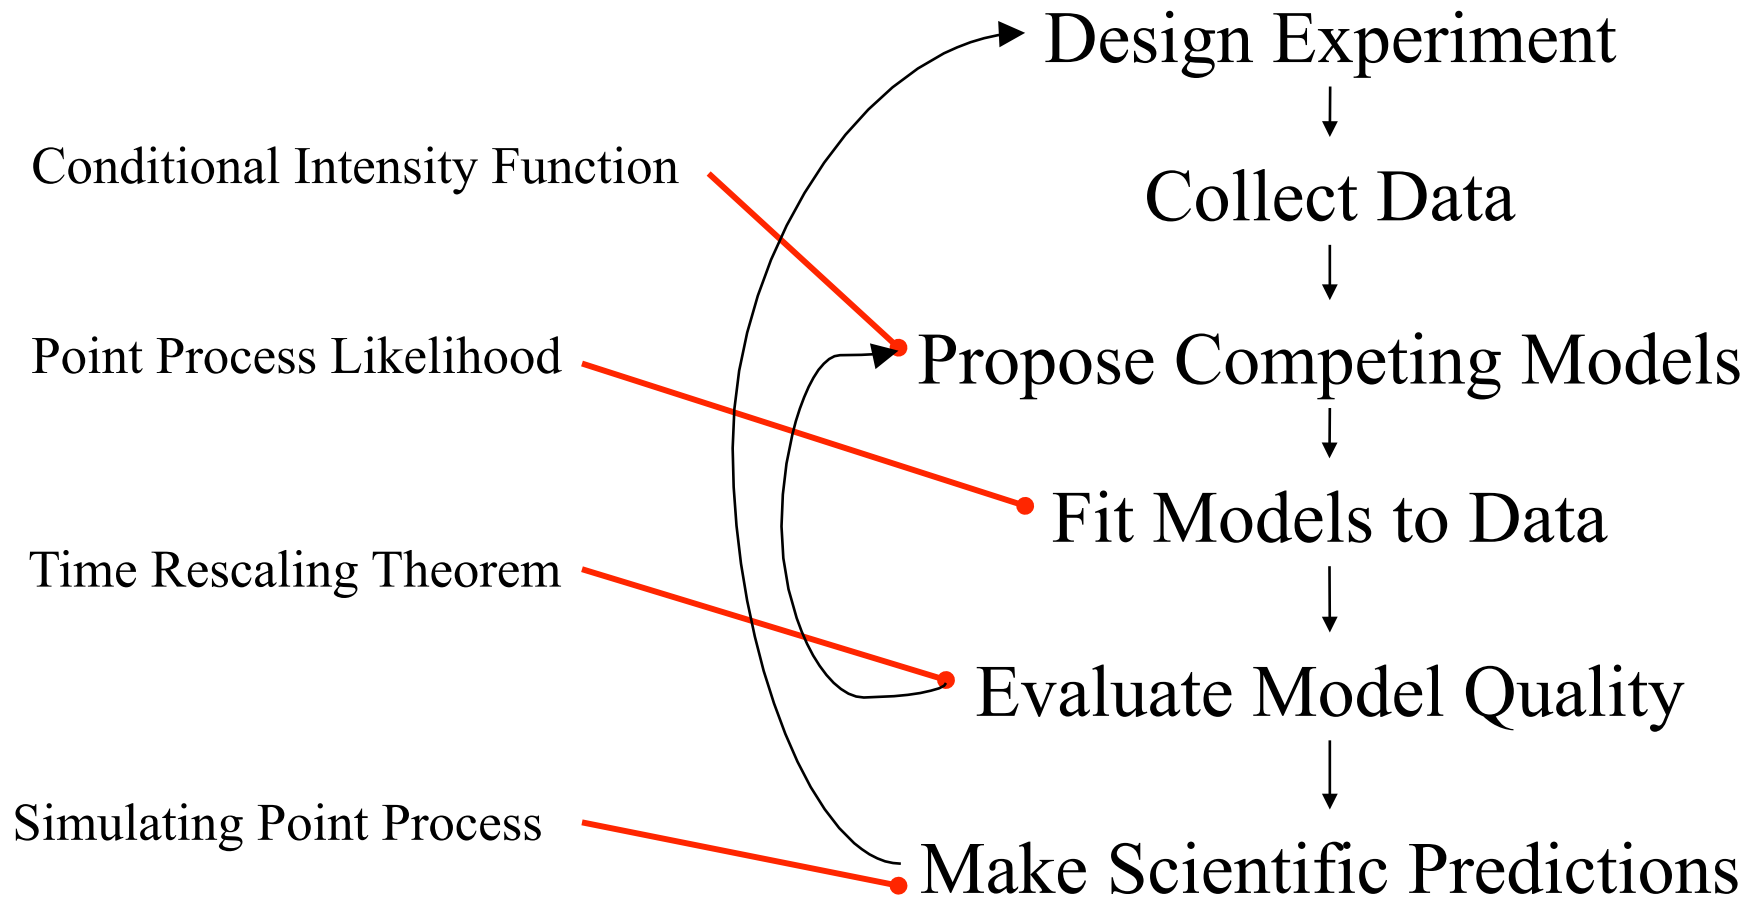 Design Experiment
Conditional Intensity Function
Collect Data
Point Process Likelihood
Propose Competing Models
Fit Models to Data
Time Rescaling Theorem
Evaluate Model Quality
Simulating Point Process
Make Scientific Predictions